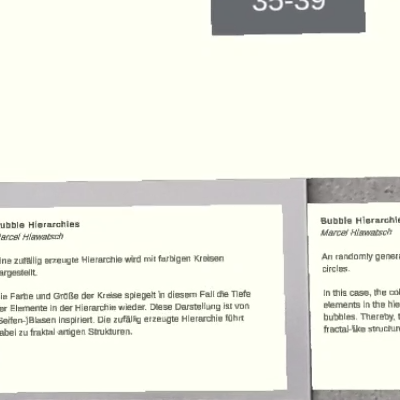 35-39
ubble Hierarchies
arcel Hlawatsch
ine zufällig erzeugte Hierarchie wird mit farbigen Kreisen
argestellt.
ie Farbe und Größe der Kreise spiegelt in diesem Fall die Tiefe
er Elemente in der Hierarchie wieder. Diese Darstellung ist von
Seifen-)Blasen inspiriert. Die zufällig erzeugte Hierarchie führt
abei zu fraktal-artigen Strukturen.
Bubble Hierarchie
Marcel Hlawatsch
An randomly genera
circles.
In this case, the col
elements in the hie
bubbles. Thereby, t
fractal-like structur